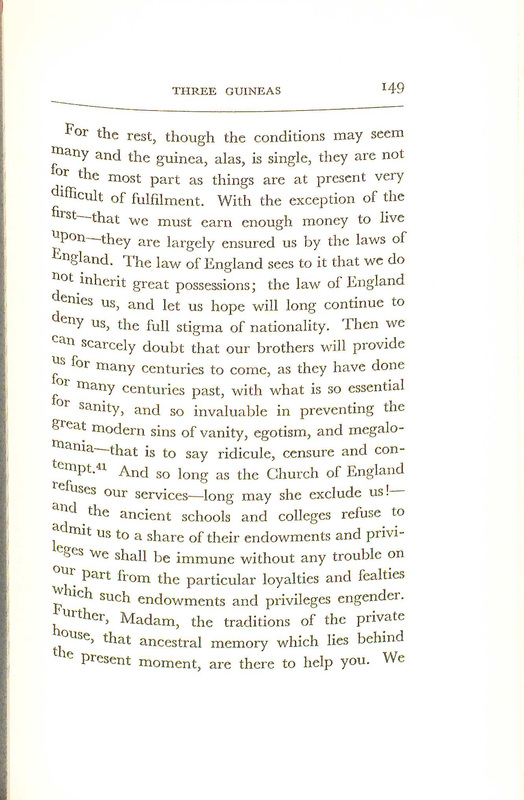 THREE GUINEAS 149
For the rest, though the conditions may seem
many and the guinea, alas, is single, they are not
for the most part as things are at present very
difficult of fulfilment. With the exception of the
first—that we must earn enough money to live
upon—they are largely ensured us by the laws of
England. The law of England sees to it that we do
not inherit great possessions; the law of England
denies us, and let us hope will long continue to
deny us, the full stigma of nationality. Then we
can scarcely doubt that our brothers will provide
us for many centuries to come, as they have done
for many centuries past, with what is so essential
for sanity, and so invaluable in preventing the
great modern sins of vanity, egotism, and megalo-
mania—that is to say ridicule, censure and con-
tempt.⁴¹ And so long as the Church of England
refuses our services—long may she exclude us!—
and the ancient schools and colleges refuse to
admit us to a share of their endowments and privi-
leges we shall be immune without any trouble on
our part from the particular loyalties and fealties
which such endowments and privileges engender.
Further, Madam, the traditions of the private
house, that ancestral memory which lies behind
the present moment, are there to help you. We